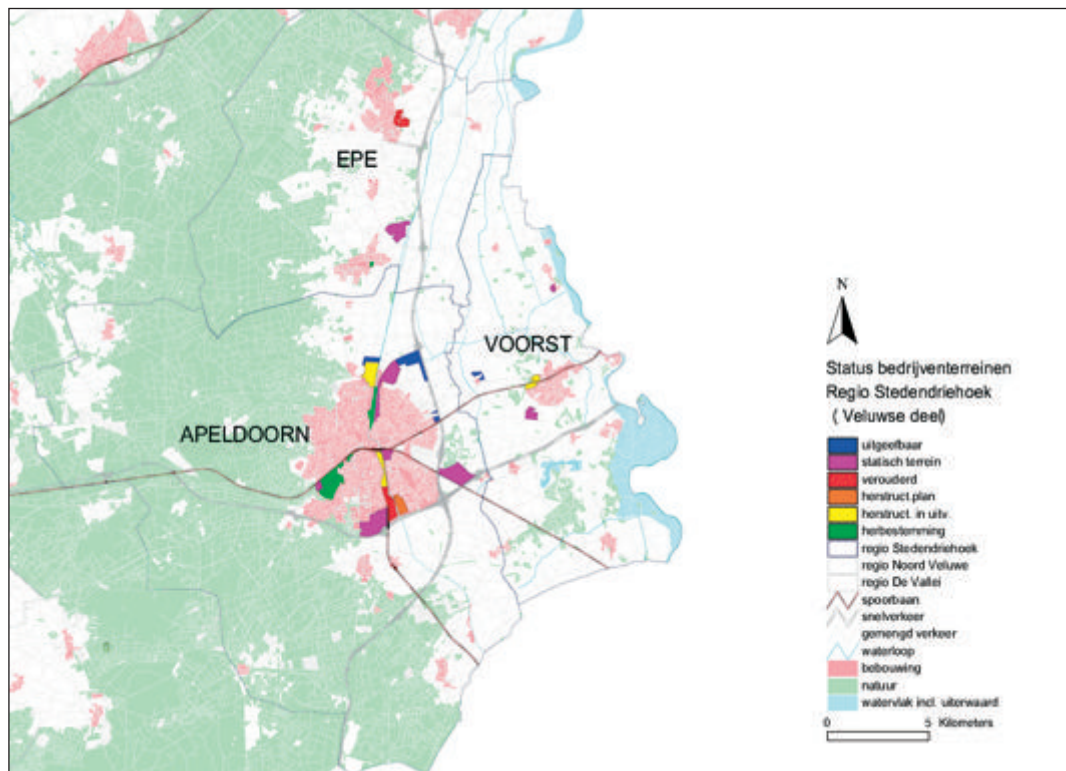 EPE
VOORST
APELDOORN
N
Status bedrijventerreinen
Regio Stedendriehoek
( Veluwse deel)
uitgeefbaar
statisch terrein
verouderd
herstruct.plan
herstruct. in uitv.
herbestemming
regio Stedendriehoek
regio Noord Veluwe
regio De Vallei
spoorbaan
snelverkeer
gemengd verkeer
waterloop
bebouwing
natuur
watervlak incl. uiterwaard
0 5 Kilometers